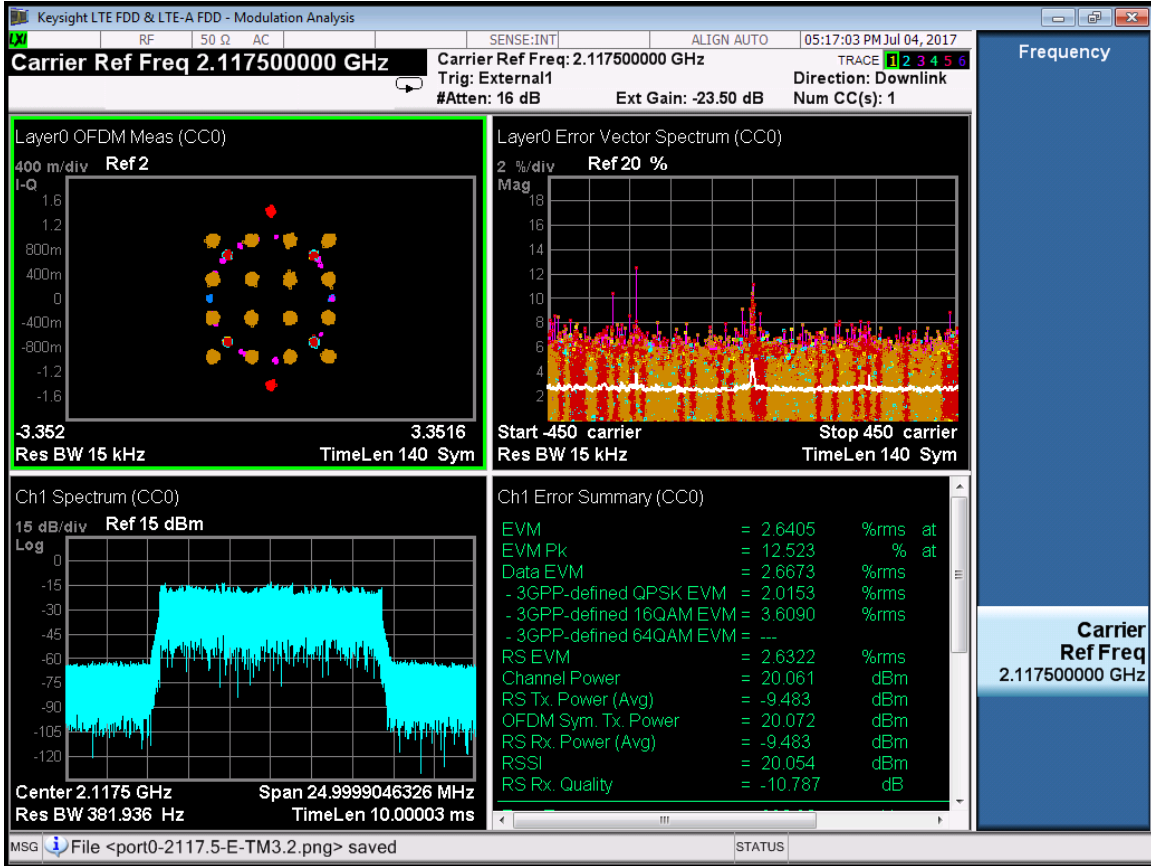 Keysight LTE FDD & LTE-A FDD - Modulation Analysis
LXI RF 50 Ω AC SENSE:INT ALIGN AUTO 05:17:03 PM Jul 04, 2017
Carrier Ref Freq 2.117500000 GHz
Carrier Ref Freq: 2.117500000 GHz
Trig: External1
#Atten: 16 dB Ext Gain: -23.50 dB
TRACE 1 2 3 4 5 6
Direction: Downlink
Num CC(s): 1
Layer0 OFDM Meas (CC0)
400 m/div Ref 2
I-Q
1.6
1.2
800m
400m
0
-400m
-800m
-1.2
-1.6
-3.352 3.3516
Res BW 15 kHz TimeLen 140 Sym
Layer0 Error Vector Spectrum (CC0)
2 %/div Ref 20 %
Mag
18
16
14
12
10
8
6
4
2
Start -450 carrier Stop 450 carrier
Res BW 15 kHz TimeLen 140 Sym
Ch1 Spectrum (CC0)
15 dB/div Ref 15 dBm
Log
0
-15
-30
-45
-60
-75
-90
-105
-120
Center 2.1175 GHz Span 24.9999046326 MHz
Res BW 381.936 Hz TimeLen 10.00003 ms
Ch1 Error Summary (CC0)
EVM = 2.6405 %rms at
EVM Pk = 12.523 % at
Data EVM = 2.6673 %rms
- 3GPP-defined QPSK EVM = 2.0153 %rms
- 3GPP-defined 16QAM EVM = 3.6090 %rms
- 3GPP-defined 64QAM EVM = ---
RS EVM = 2.6322 %rms
Channel Power = 20.061 dBm
RS Tx. Power (Avg) = -9.483 dBm
OFDM Sym. Tx. Power = 20.072 dBm
RS Rx. Power (Avg) = -9.483 dBm
RSSI = 20.054 dBm
RS Rx. Quality = -10.787 dB
Frequency
Carrier
Ref Freq
2.117500000 GHz
MSG File <port0-2117.5-E-TM3.2.png> saved STATUS